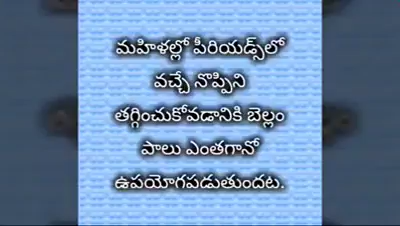 మహిళల్లో పీరియడ్స్‌లో
వచ్చే నొప్పిని
తగ్గించుకోవడానికి బెల్లం
పాలు ఎంతగానో
ఉపయోగపడుతుందట.